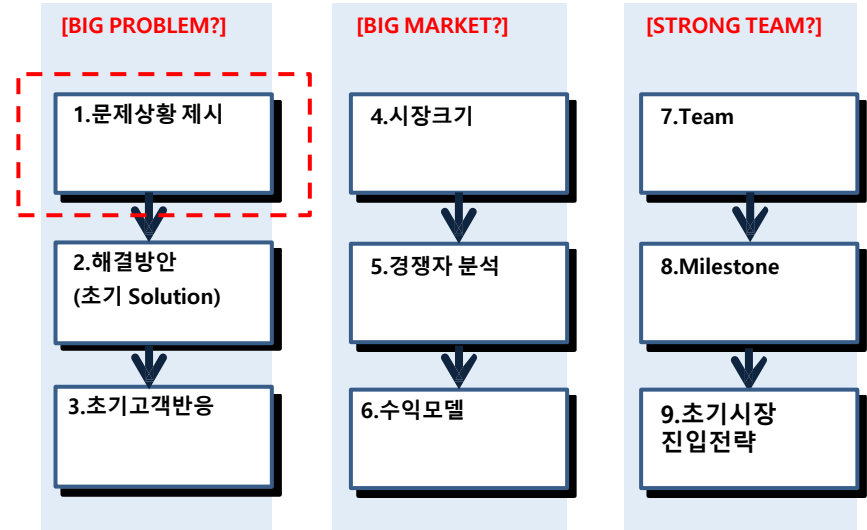 [BIG PROBLEM?]
1.문제상황 제시
2.해결방안
(초기 Solution)
3.초기고객반응
[BIG MARKET?]
4.시장크기
5.경쟁자 분석
6.수익모델
[STRONG TEAM?]
7.Team
8.Milestone
9.초기시장
진입전략